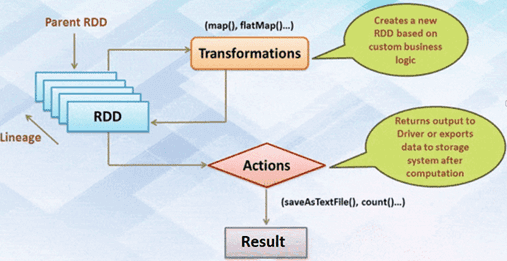 Parent RDD
(map(), flatMap()...)
Transformations
Creates a new
RDD based on
custom business
logic
RDD
Lineage
Returns output to
Driver or exports
data to storage
system after
computation
Actions
(saveAsTextFile(), count()...)
Result